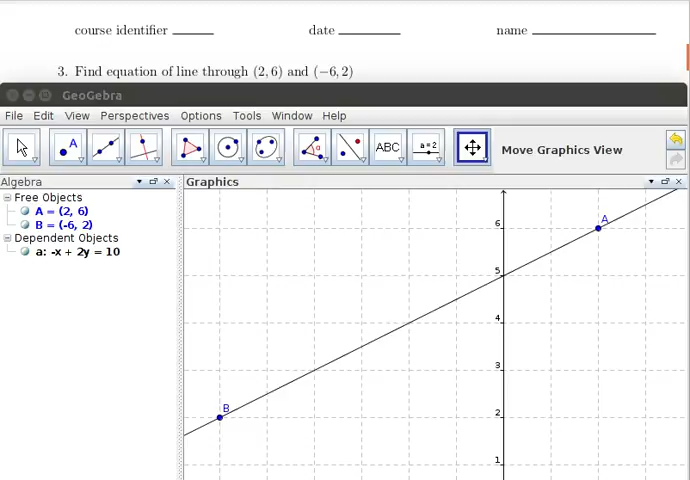 course identifier date name
3. Find equation of line through (2, 6) and (−6, 2)
GeoGebra
File Edit View Perspectives Options Tools Window Help
A α ABC a = 2 Move Graphics View
Algebra Graphics
Free Objects
A = (2, 6)
B = (-6, 2)
Dependent Objects
a: -x + 2y = 10
A
6
5
4
3
B
2
1